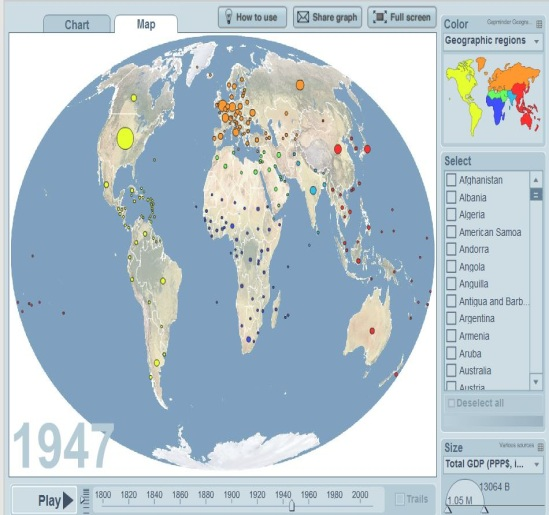 Chart
Map
How to use
Share graph
Full screen
Color
Geographic regions
Select
Afghanistan
Albania
Algeria
American Samoa
Andorra
Angola
Anguilla
Antigua and Barb...
Argentina
Armenia
Aruba
Australia
Austria
Deselect all
Size
Various sources
Total GDP (PPP$, i...
13064 B
1.05 M
1947
Play
1800 1820 1840 1860 1880 1900 1920 1940 1960 1980 2000
Trails